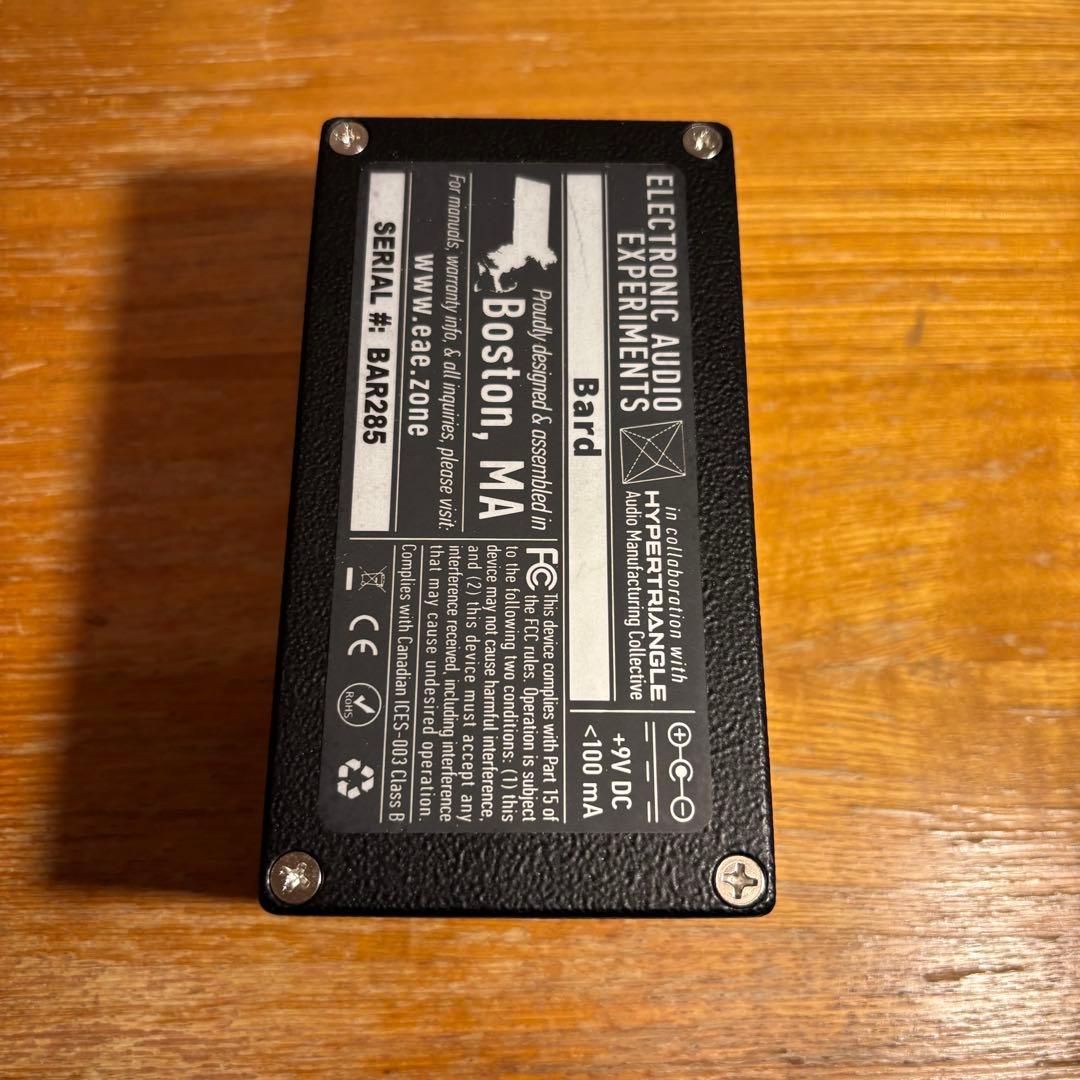 ELECTRONIC AUDIO
EXPERIMENTS
in collaboration with
HYPERTRIANGLE
Audio Manufacturing Collective
Bard
+9V DC
<100 mA
Proudly designed & assembled in
Boston, MA
For manuals, warranty info, & all inquiries, please visit:
www.eae.zone
SERIAL #: BAR285
FC This device complies with Part 15 of
the FCC rules. Operation is subject
to the following two conditions: (1) this
device may not cause harmful interference,
and (2) this device must accept any
interference received, including interference
that may cause undesired operation.
Complies with Canadian ICES-003 Class B
CE
RoHS